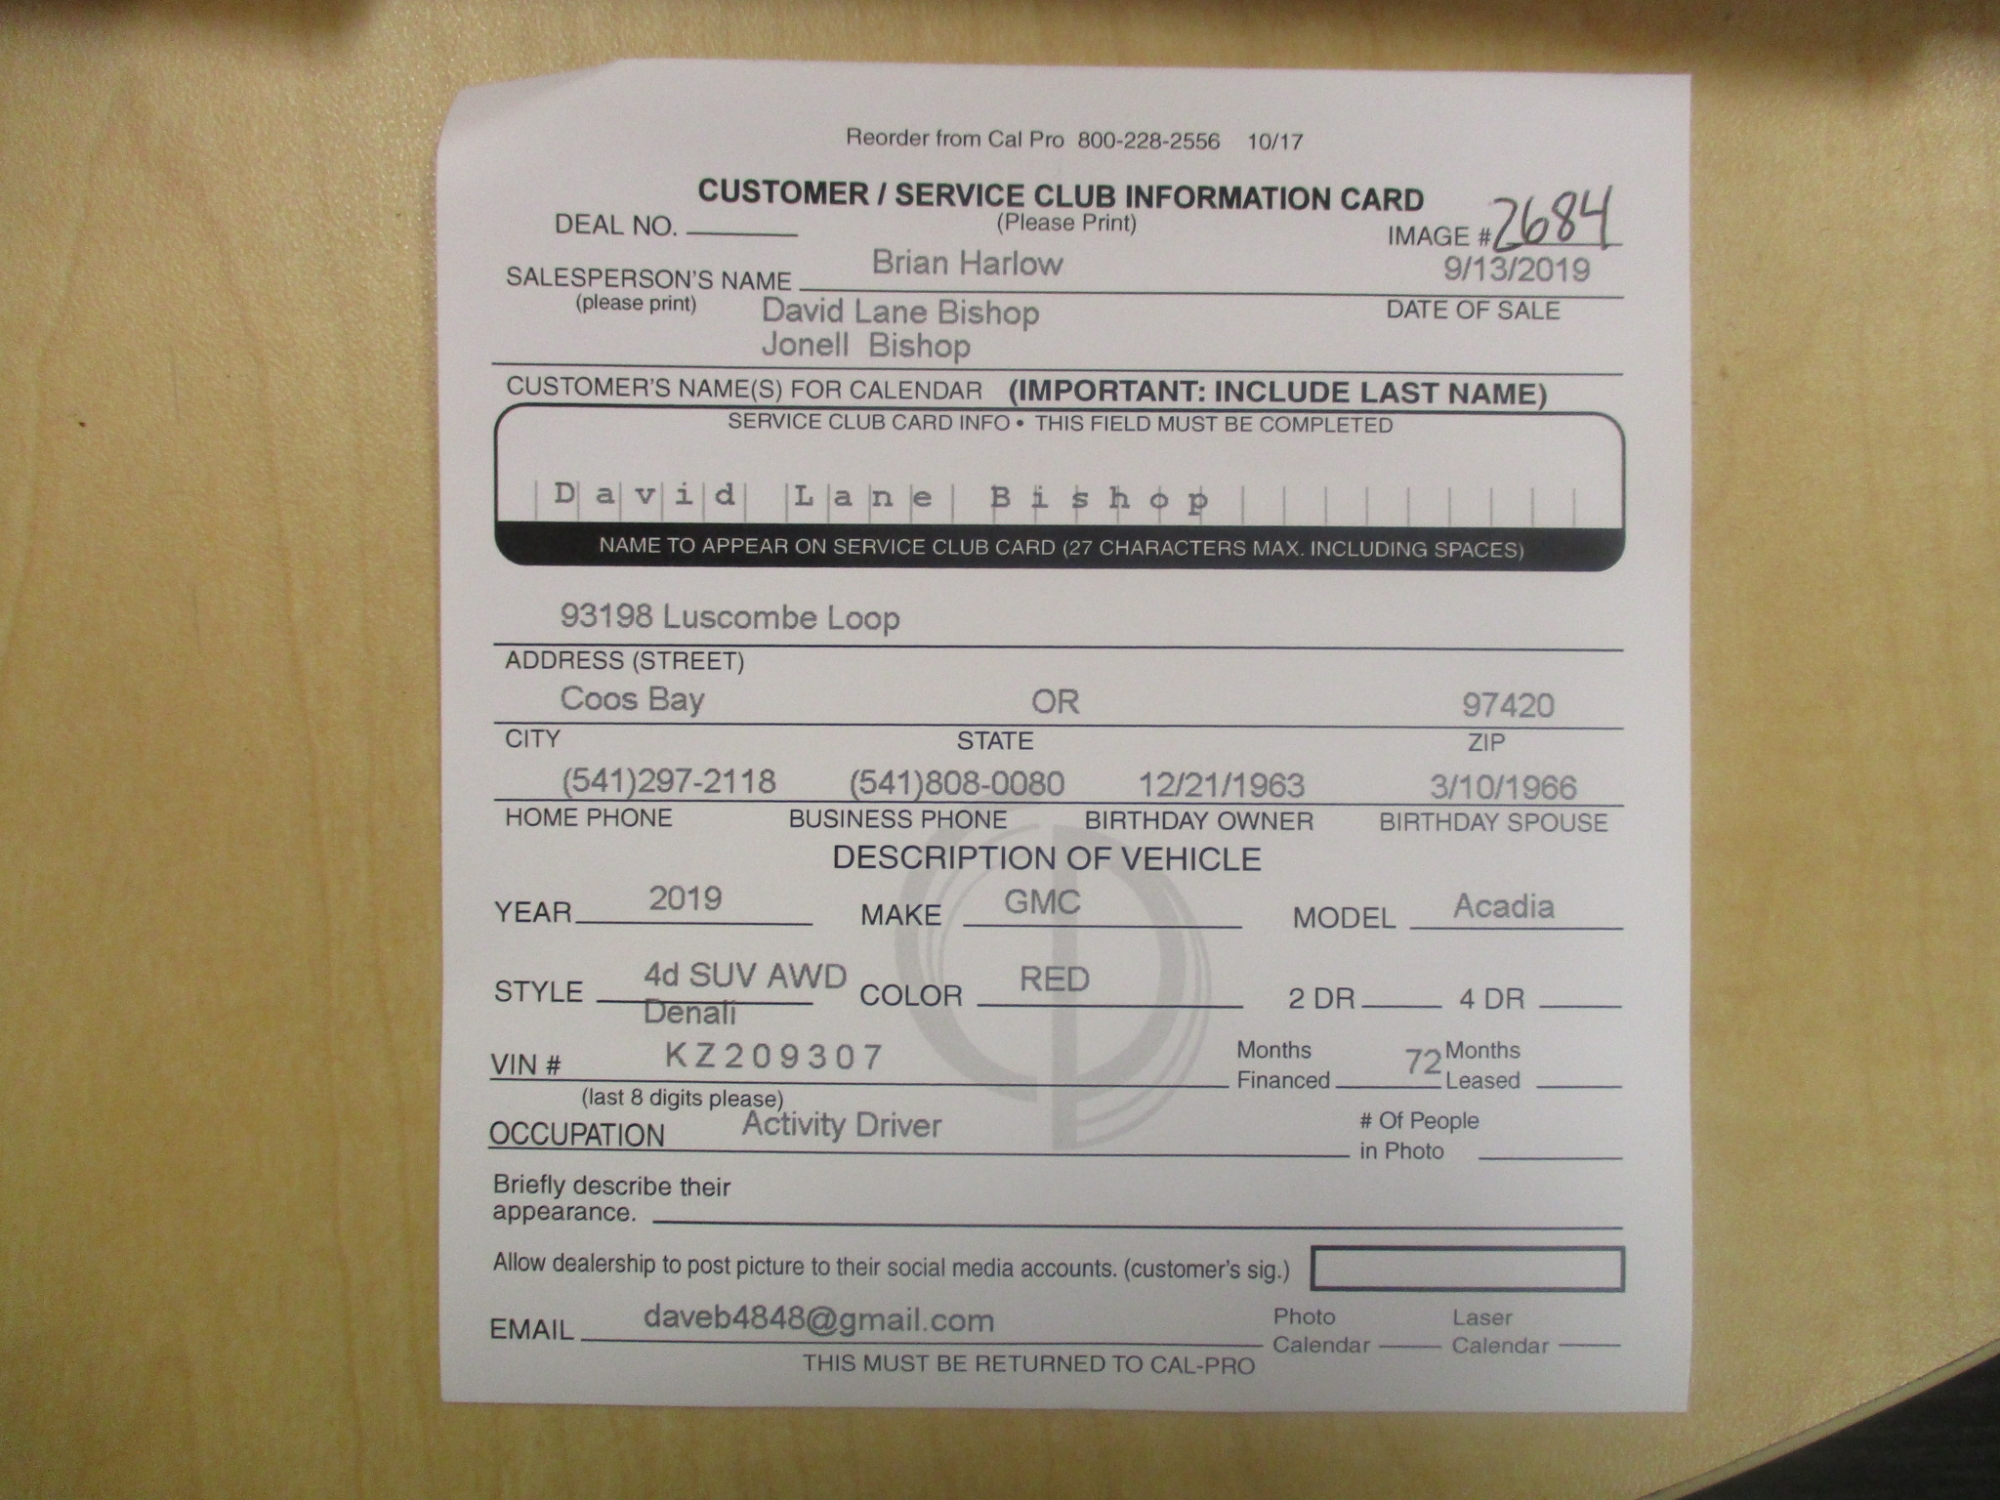 Reorder from Cal Pro 800-228-2556 10/17
CUSTOMER / SERVICE CLUB INFORMATION CARD
DEAL NO. (Please Print) IMAGE # 2684
SALESPERSON'S NAME Brian Harlow 9/13/2019
(please print) DATE OF SALE
David Lane Bishop
Jonell Bishop
CUSTOMER'S NAME(S) FOR CALENDAR (IMPORTANT: INCLUDE LAST NAME)
SERVICE CLUB CARD INFO • THIS FIELD MUST BE COMPLETED
David Lane Bishop
NAME TO APPEAR ON SERVICE CLUB CARD (27 CHARACTERS MAX. INCLUDING SPACES)
93198 Luscombe Loop
ADDRESS (STREET)
Coos Bay OR 97420
CITY STATE ZIP
(541)297-2118 (541)808-0080 12/21/1963 3/10/1966
HOME PHONE BUSINESS PHONE BIRTHDAY OWNER BIRTHDAY SPOUSE
DESCRIPTION OF VEHICLE
YEAR 2019 MAKE GMC MODEL Acadia
STYLE 4d SUV AWD COLOR RED 2 DR 4 DR
Denali
VIN # KZ209307 Months Financed 72 Months Leased
(last 8 digits please)
OCCUPATION Activity Driver # Of People
in Photo
Briefly describe their
appearance.
Allow dealership to post picture to their social media accounts. (customer's sig.)
EMAIL daveb4848@gmail.com Photo Calendar Laser Calendar
THIS MUST BE RETURNED TO CAL-PRO